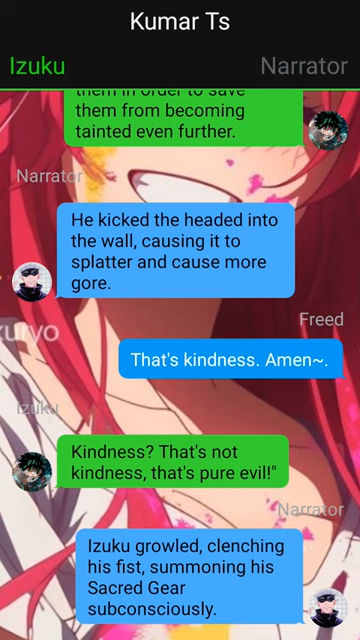 Kumar Ts
Izuku
Narrator
them in order to save
them from becoming
tainted even further.
Narrator
He kicked the headed into
the wall, causing it to
splatter and cause more
gore.
kuryo
Freed
That's kindness. Amen~.
Izuku
Kindness? That's not
kindness, that's pure evil!"
Narrator
Izuku growled, clenching
his fist, summoning his
Sacred Gear
subconsciously.